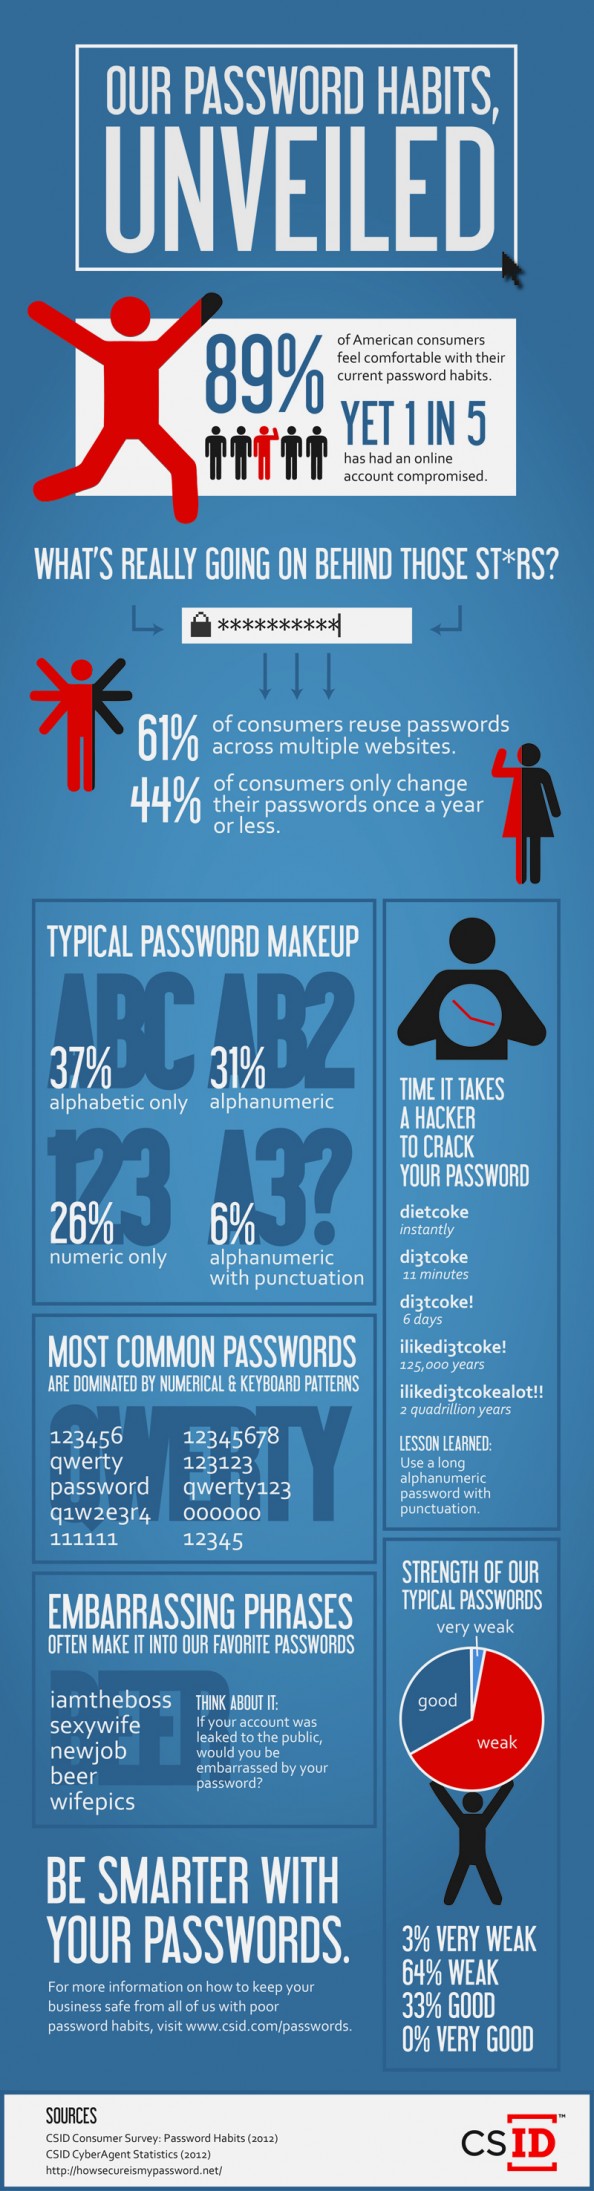 OUR PASSWORD HABITS,
UNVEILED
89%
of American consumers
feel comfortable with their
current password habits.
YET 1 IN 5
has had an online
account compromised.
WHAT'S REALLY GOING ON BEHIND THOSE ST*RS?
**********
61%
of consumers reuse passwords
across multiple websites.
44%
of consumers only change
their passwords once a year
or less.
TYPICAL PASSWORD MAKEUP
ABC
37%
alphabetic only
AB2
31%
alphanumeric
123
26%
numeric only
A3?
6%
alphanumeric
with punctuation
TIME IT TAKES
A HACKER
TO CRACK
YOUR PASSWORD
dietcoke
instantly
di3tcoke
11 minutes
di3tcoke!
6 days
ilikedi3tcoke!
125,000 years
ilikedi3tcokealot!!
2 quadrillion years
LESSON LEARNED:
Use a long
alphanumeric
password with
punctuation.
MOST COMMON PASSWORDS
ARE DOMINATED BY NUMERICAL & KEYBOARD PATTERNS
QWERTY
123456
qwerty
password
q1w2e3r4
111111
12345678
123123
qwerty123
000000
12345
EMBARRASSING PHRASES
OFTEN MAKE IT INTO OUR FAVORITE PASSWORDS
BEER
iamtheboss
sexywife
newjob
beer
wifepics
THINK ABOUT IT:
If your account was
leaked to the public,
would you be
embarrassed by your
password?
STRENGTH OF OUR
TYPICAL PASSWORDS
very weak
good
weak
3% VERY WEAK
64% WEAK
33% GOOD
0% VERY GOOD
BE SMARTER WITH
YOUR PASSWORDS.
For more information on how to keep your
business safe from all of us with poor
password habits, visit www.csid.com/passwords.
SOURCES
CSID Consumer Survey: Password Habits (2012)
CSID CyberAgent Statistics (2012)
http://howsecureismypassword.net/
CSID™